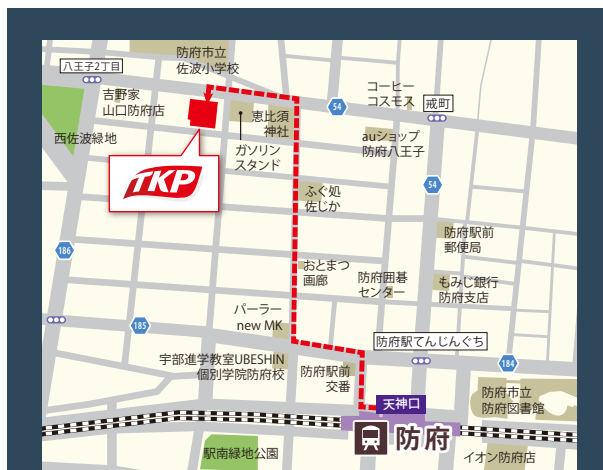 防府市立
佐波小学校
八王子2丁目
吉野家
山口防府店
コーヒー
コスモス
戎町
54
恵比須
神社
auショップ
防府八王子
西佐波緑地
ガソリン
スタンド
TKP
54
ふぐ処
佐じか
186
防府駅前
郵便局
おとまつ
画廊
防府囲碁
センター
もみじ銀行
防府支店
パーラー
new MK
185
防府駅てんじんぐち
宇部進学教室UBESHIN
個別学院防府校
防府駅前
交番
184
天神口
防府市立
防府図書館
防府
駅南緑地公園
イオン防府店